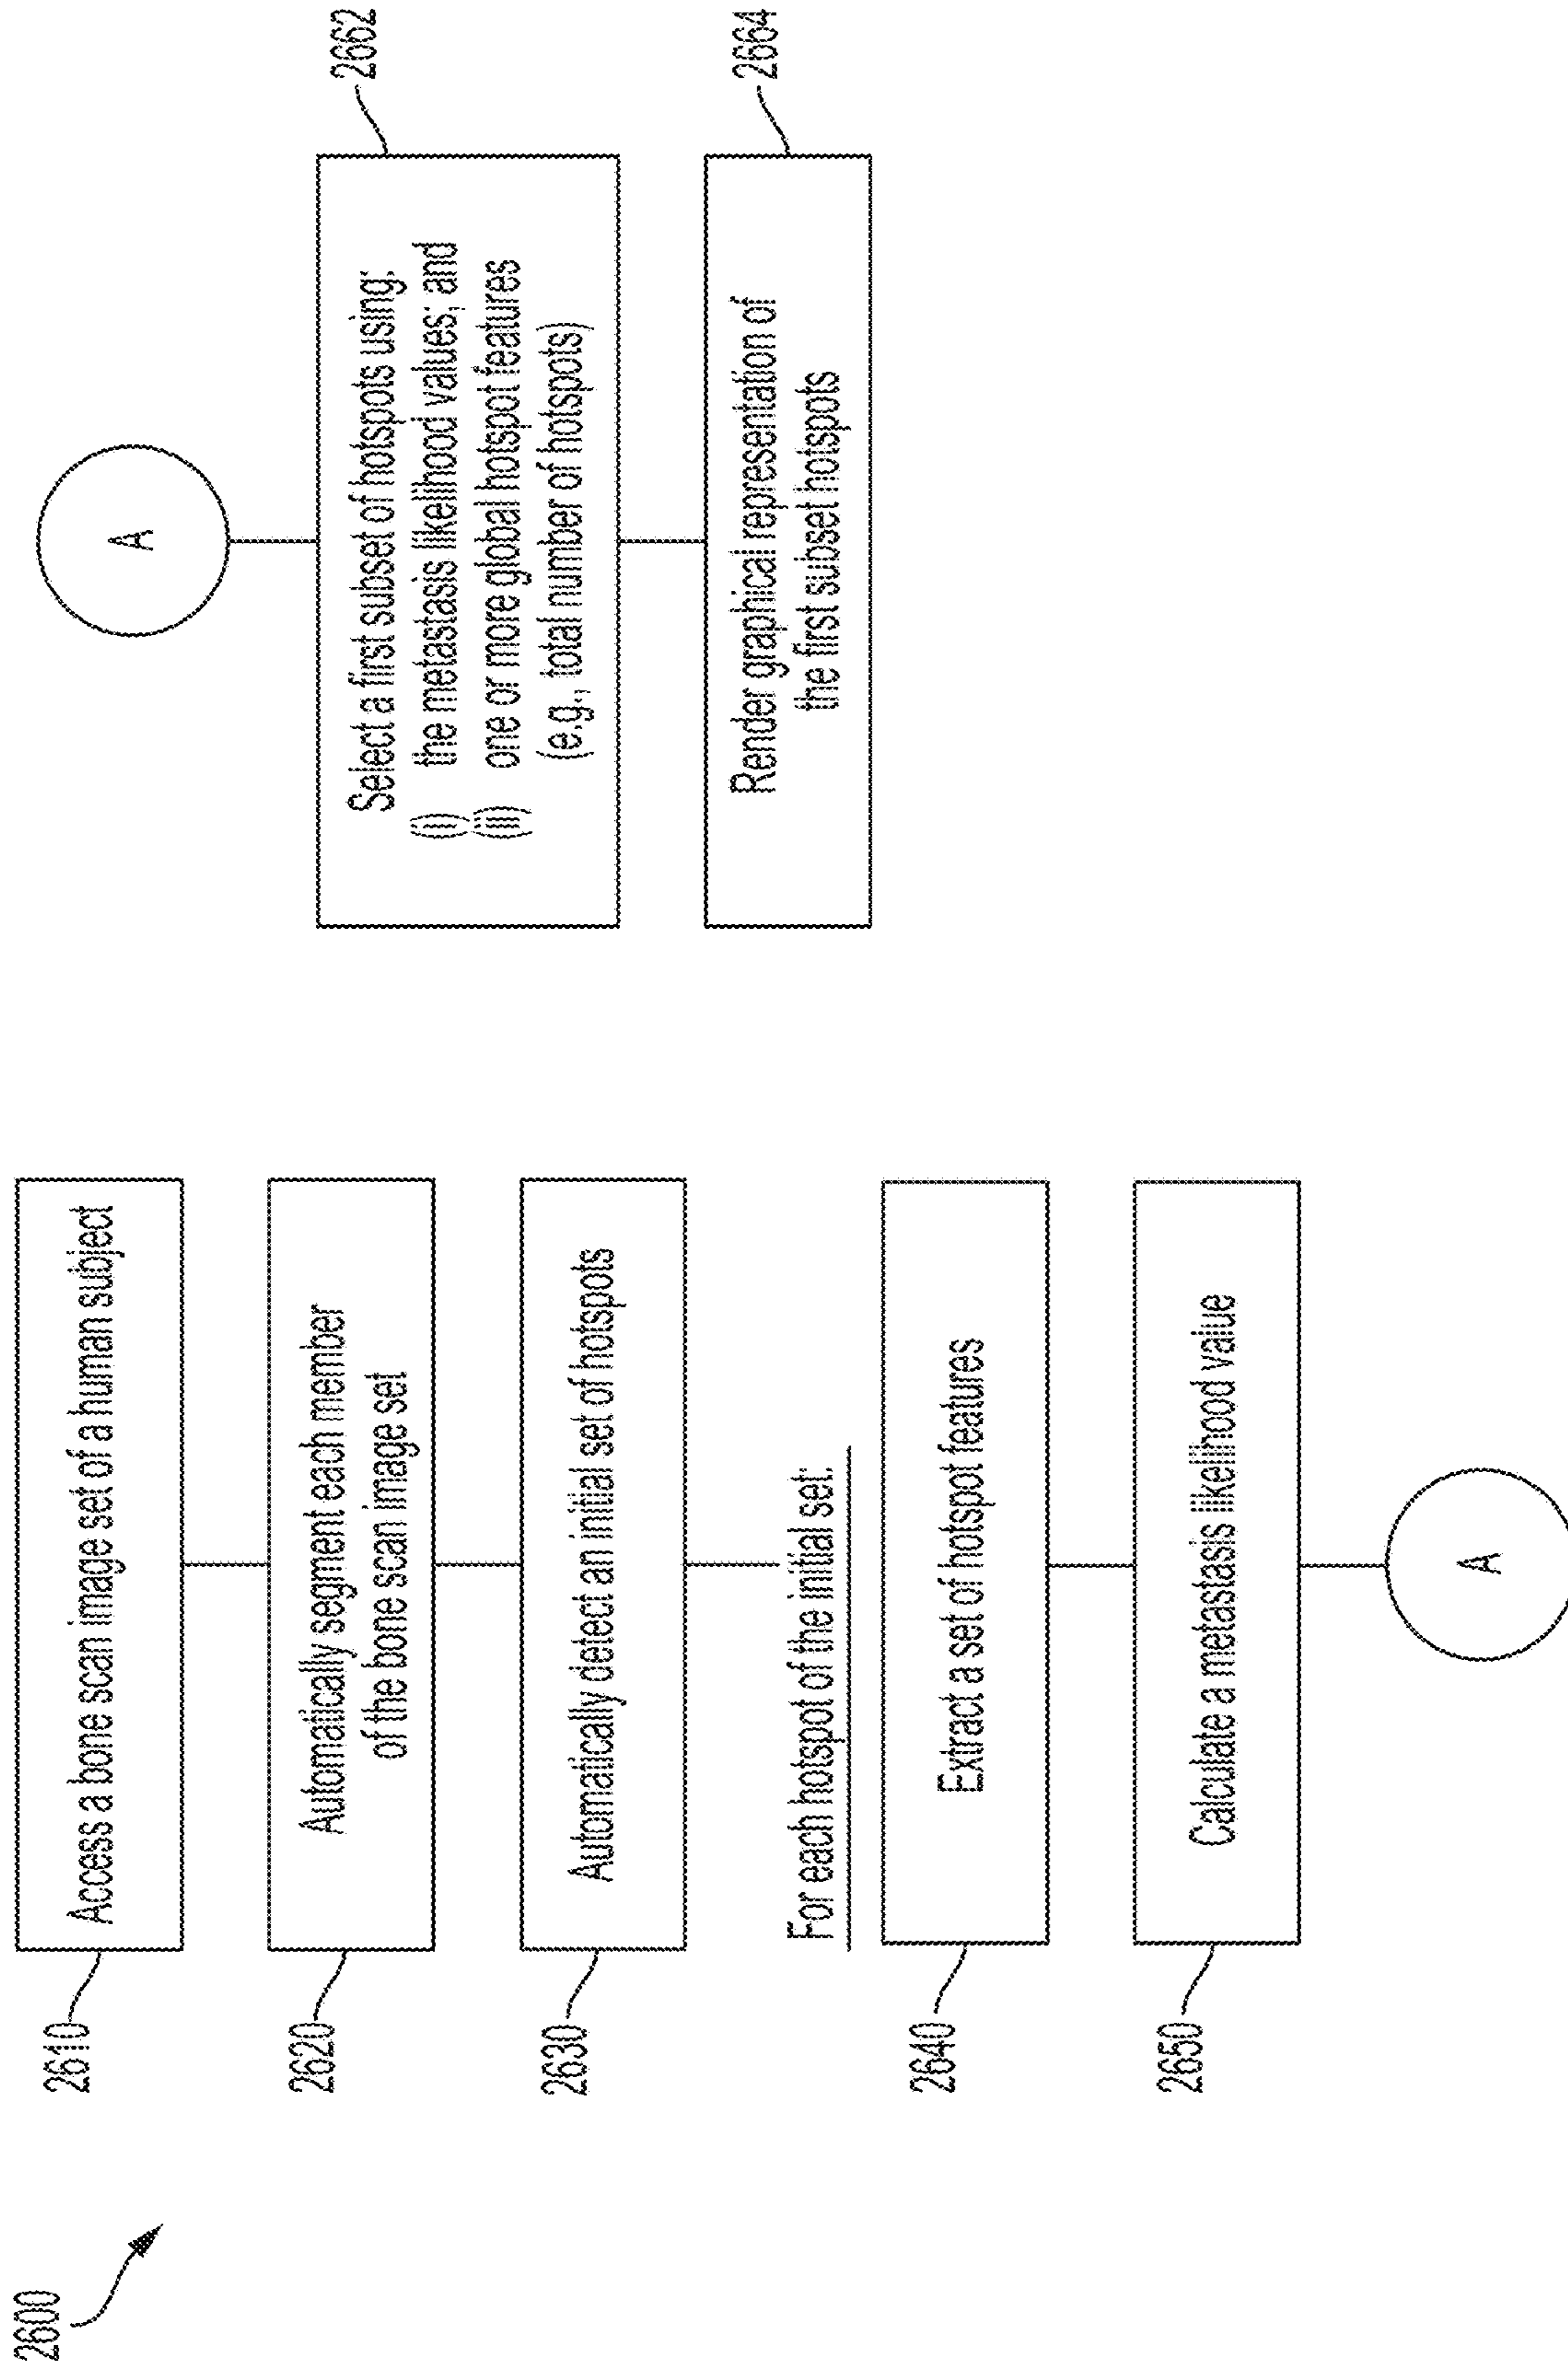 2600
2610
Access a bone scan image set of a human subject
2620
Automatically segment each member
of the bone scan image set
2630
Automatically detect an initial set of hotspots
For each hotspot of the initial set:
2640
Extract a set of hotspot features
2650
Calculate a metastasis likelihood value
A
A
Select a first subset of hotspots using:
(i) the metastasis likelihood values; and
(ii) one or more global hotspot features
(e.g., total number of hotspots)
2662
Render graphical representation of
the first subset hotspots
2664